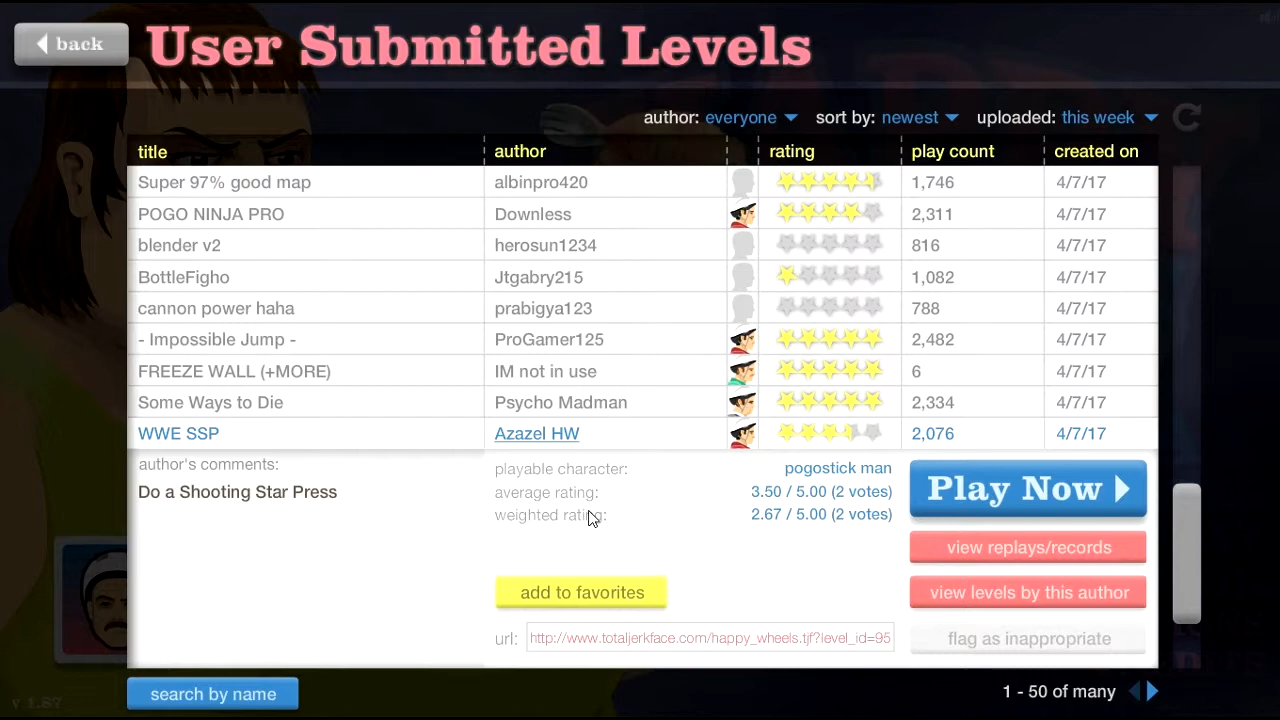 back
User Submitted Levels
author: everyone sort by: newest uploaded: this week
title author rating play count created on
Super 97% good map albinpro420 1,746 4/7/17
POGO NINJA PRO Downless 2,311 4/7/17
blender v2 herosun1234 816 4/7/17
BottleFigho Jtgabry215 1,082 4/7/17
cannon power haha prabigya123 788 4/7/17
- Impossible Jump - ProGamer125 2,482 4/7/17
FREEZE WALL (+MORE) IM not in use 6 4/7/17
Some Ways to Die Psycho Madman 2,334 4/7/17
WWE SSP Azazel HW 2,076 4/7/17
author's comments:
Do a Shooting Star Press
playable character: pogostick man
average rating: 3.50 / 5.00 (2 votes)
weighted rating: 2.67 / 5.00 (2 votes)
Play Now
view replays/records
add to favorites
view levels by this author
url: http://www.totaljerkface.com/happy_wheels.tjf?level_id=95
flag as inappropriate
search by name
1 - 50 of many
v 1.87